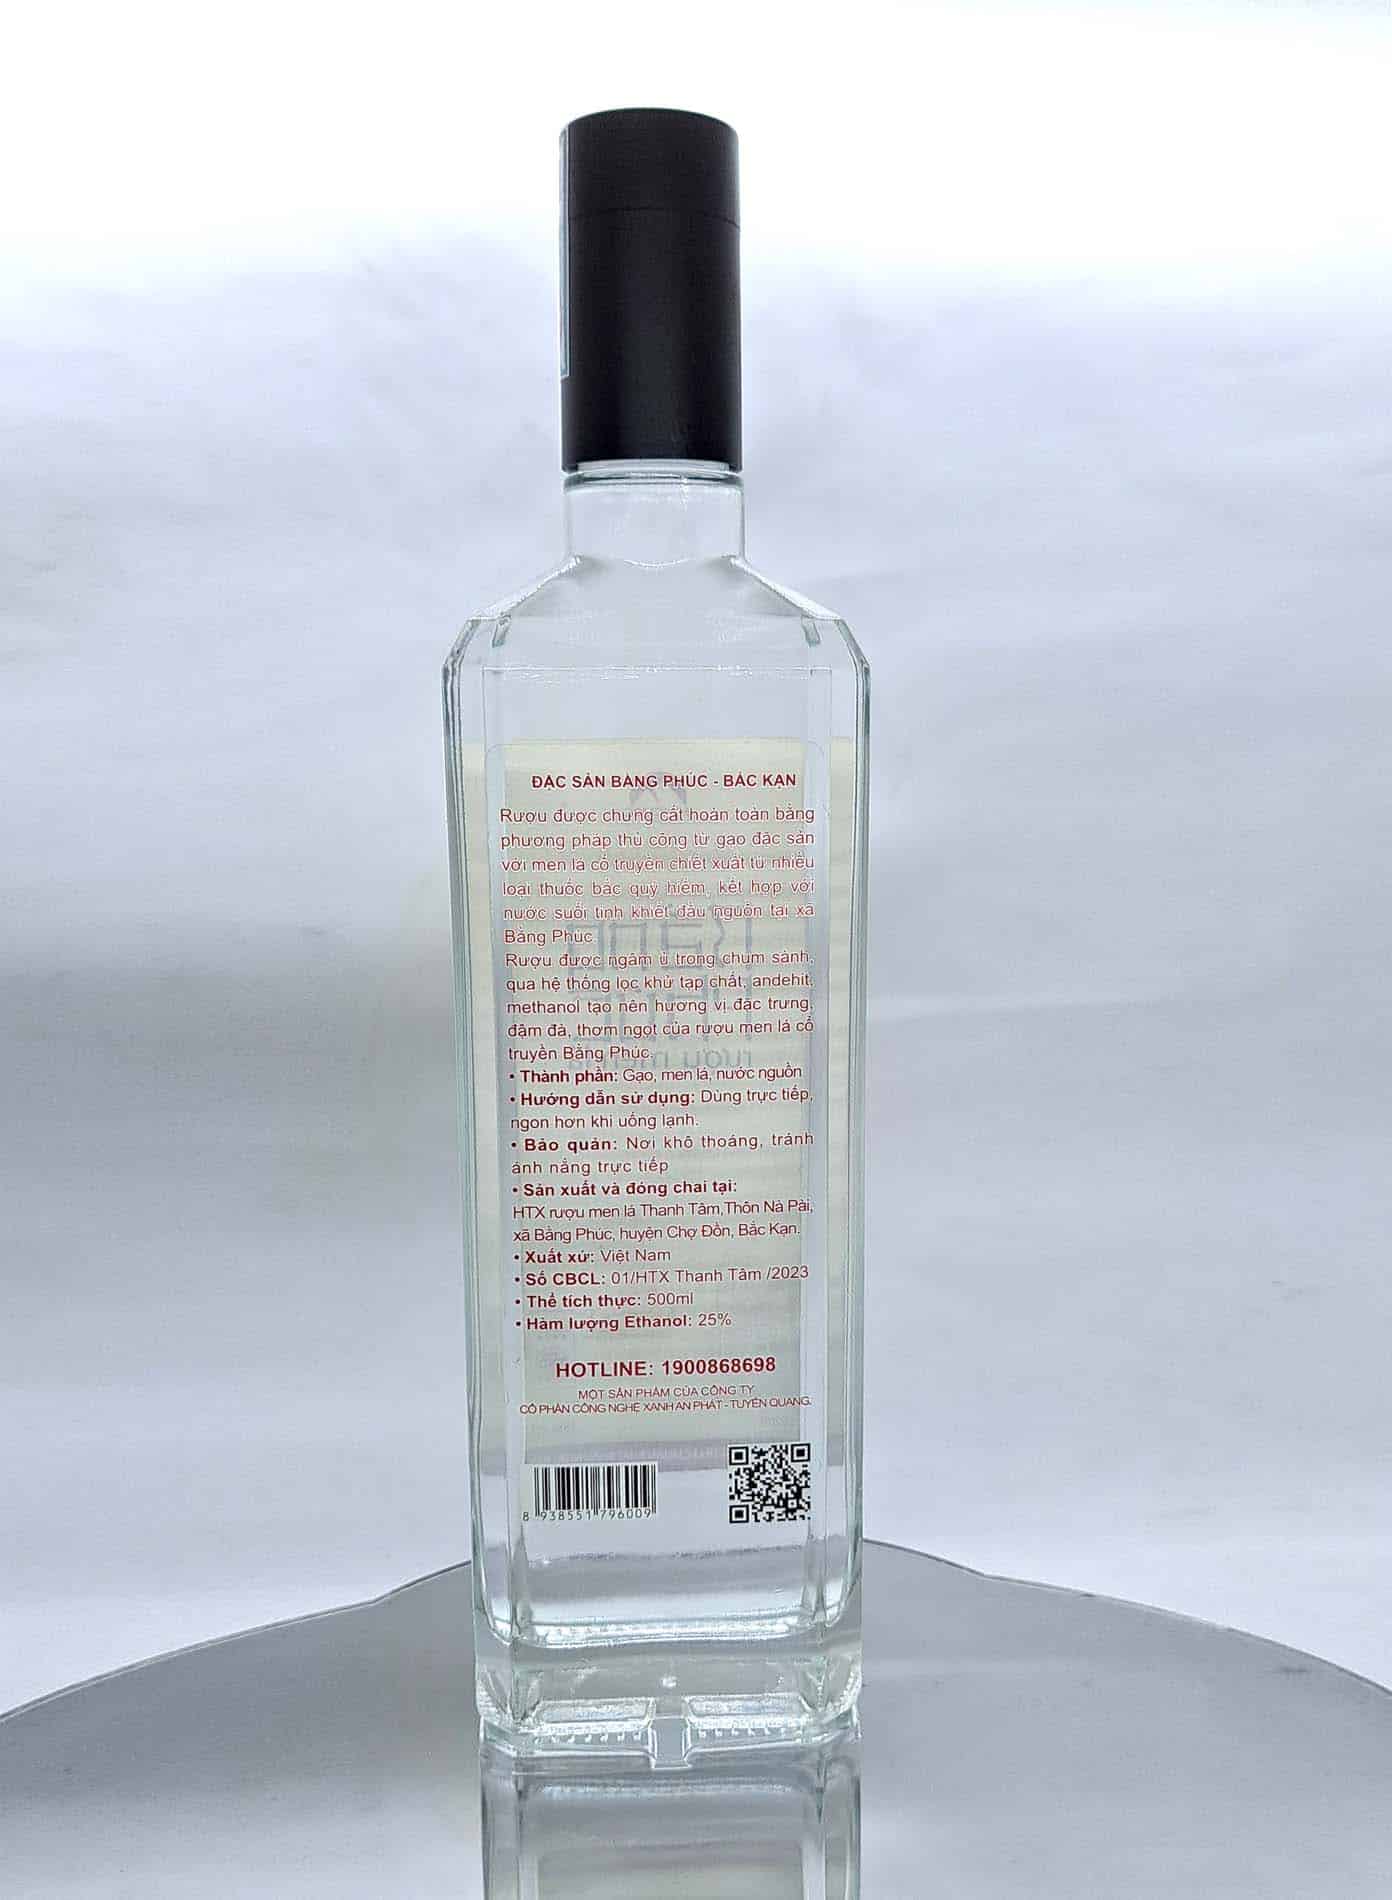 ĐẶC SẢN BẰNG PHÚC - BẮC KẠN
Rượu được chưng cất hoàn toàn bằng
phương pháp thủ công từ gạo đặc sản
với men lá cổ truyền chiết xuất từ nhiều
loại thuốc bắc quý hiếm, kết hợp với
nước suối tinh khiết đầu nguồn tại xã
Bằng Phúc.
Rượu được ngâm ủ trong chum sành,
qua hệ thống lọc khử tạp chất, andehit,
methanol tạo nên hương vị đặc trưng,
đậm đà, thơm ngọt của rượu men lá cổ
truyền Bằng Phúc.
• Thành phần: Gạo, men lá, nước nguồn
• Hướng dẫn sử dụng: Dùng trực tiếp,
ngon hơn khi uống lạnh.
• Bảo quản: Nơi khô thoáng, tránh
ánh nắng trực tiếp
• Sản xuất và đóng chai tại:
HTX rượu men lá Thanh Tâm,Thôn Nà Pài,
xã Bằng Phúc, huyện Chợ Đồn, Bắc Kạn.
• Xuất xứ: Việt Nam
• Số CBCL: 01/HTX Thanh Tâm /2023
• Thể tích thực: 500ml
• Hàm lượng Ethanol: 25%
HOTLINE: 1900868698
MỘT SẢN PHẨM CỦA CÔNG TY
CỔ PHẦN CÔNG NGHỆ XANH AN PHÁT - TUYÊN QUANG.
8 938551 796009